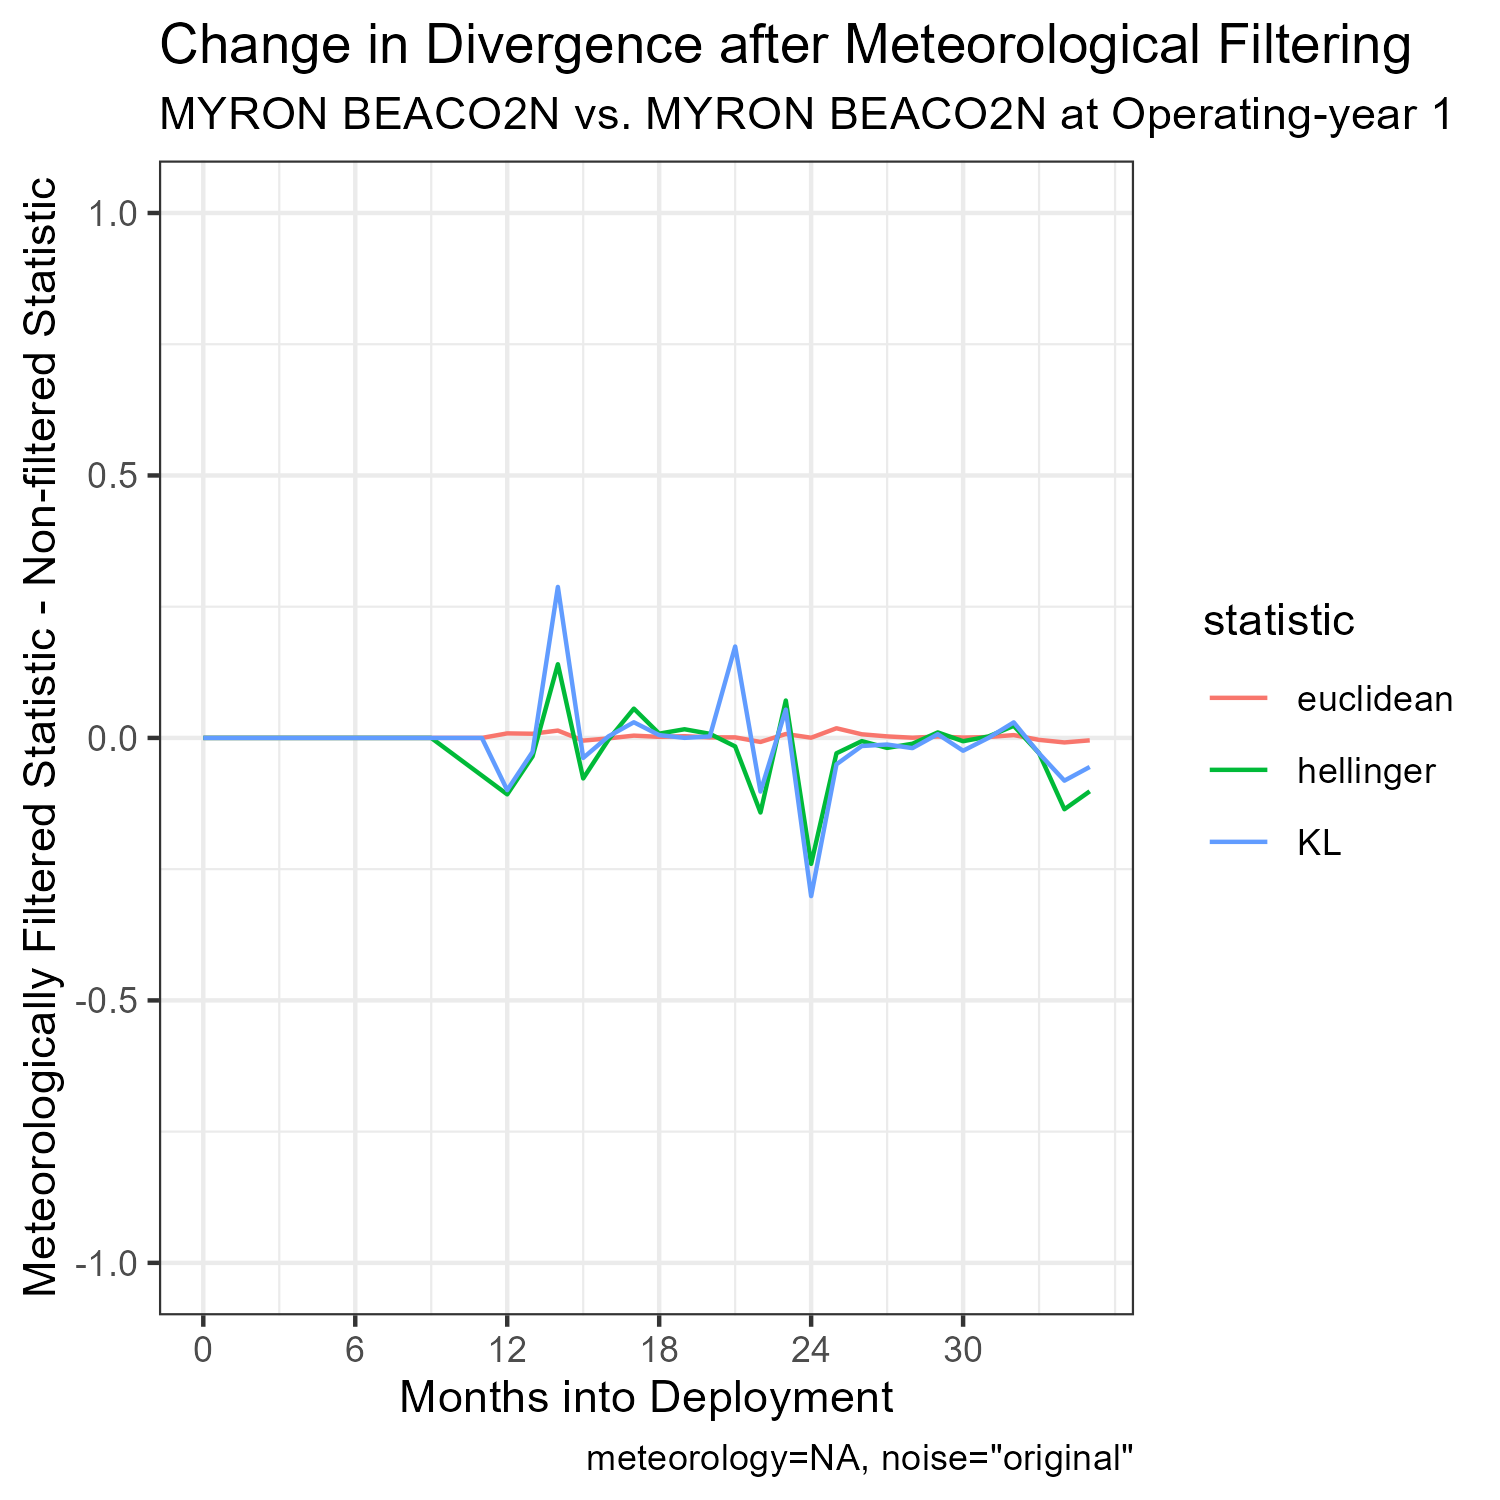 Change in Divergence after Meteorological Filtering
MYRON BEACO2N vs. MYRON BEACO2N at Operating-year 1
Meteorologically Filtered Statistic - Non-filtered Statistic
1.0
0.5
0.0
-0.5
-1.0
0 6 12 18 24 30
Months into Deployment
meteorology=NA, noise="original"
statistic
euclidean
hellinger
KL